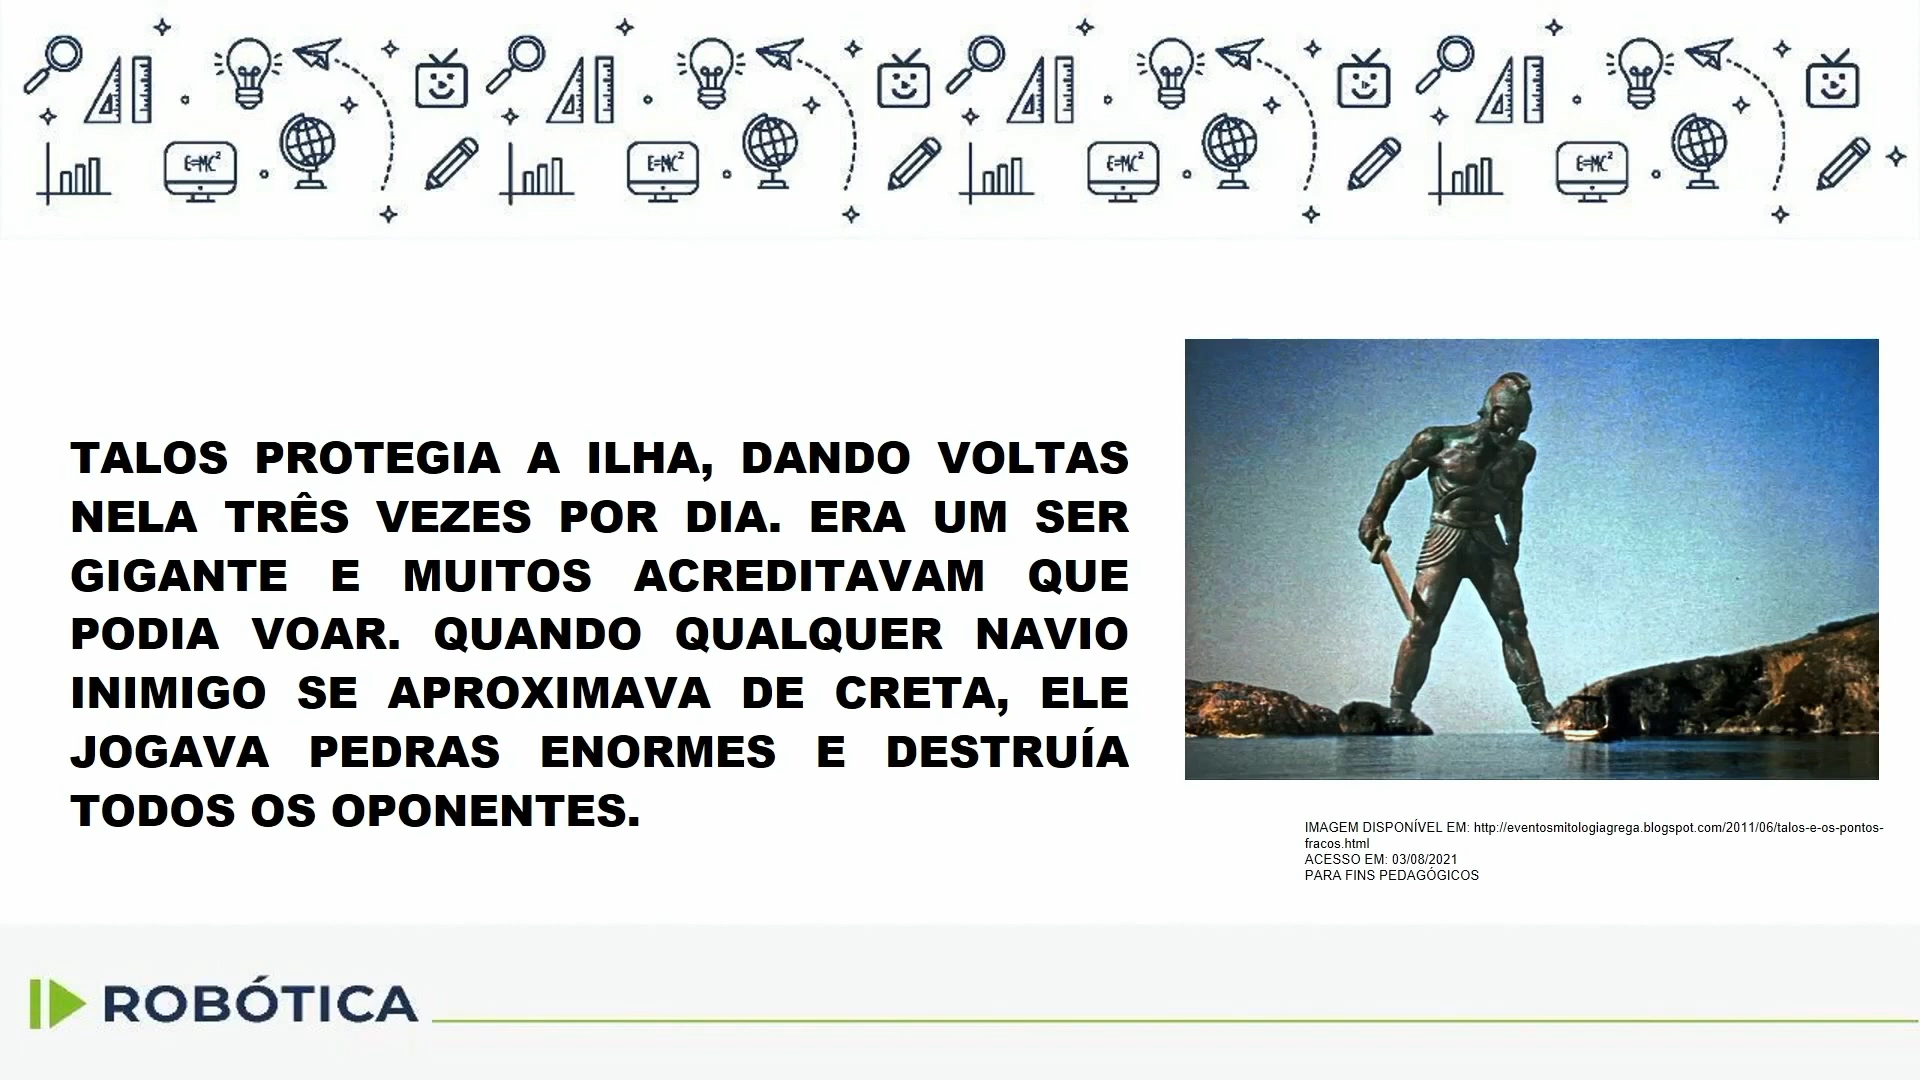 E=MC²
E=MC²
E=MC²
E=MC²
TALOS PROTEGIA A ILHA, DANDO VOLTAS
NELA TRÊS VEZES POR DIA. ERA UM SER
GIGANTE E MUITOS ACREDITAVAM QUE
PODIA VOAR. QUANDO QUALQUER NAVIO
INIMIGO SE APROXIMAVA DE CRETA, ELE
JOGAVA PEDRAS ENORMES E DESTRUÍA
TODOS OS OPONENTES.
IMAGEM DISPONÍVEL EM: http://eventosmitologiagrega.blogspot.com/2011/06/talos-e-os-pontos-
fracos.html
ACESSO EM: 03/08/2021
PARA FINS PEDAGÓGICOS
ROBÓTICA